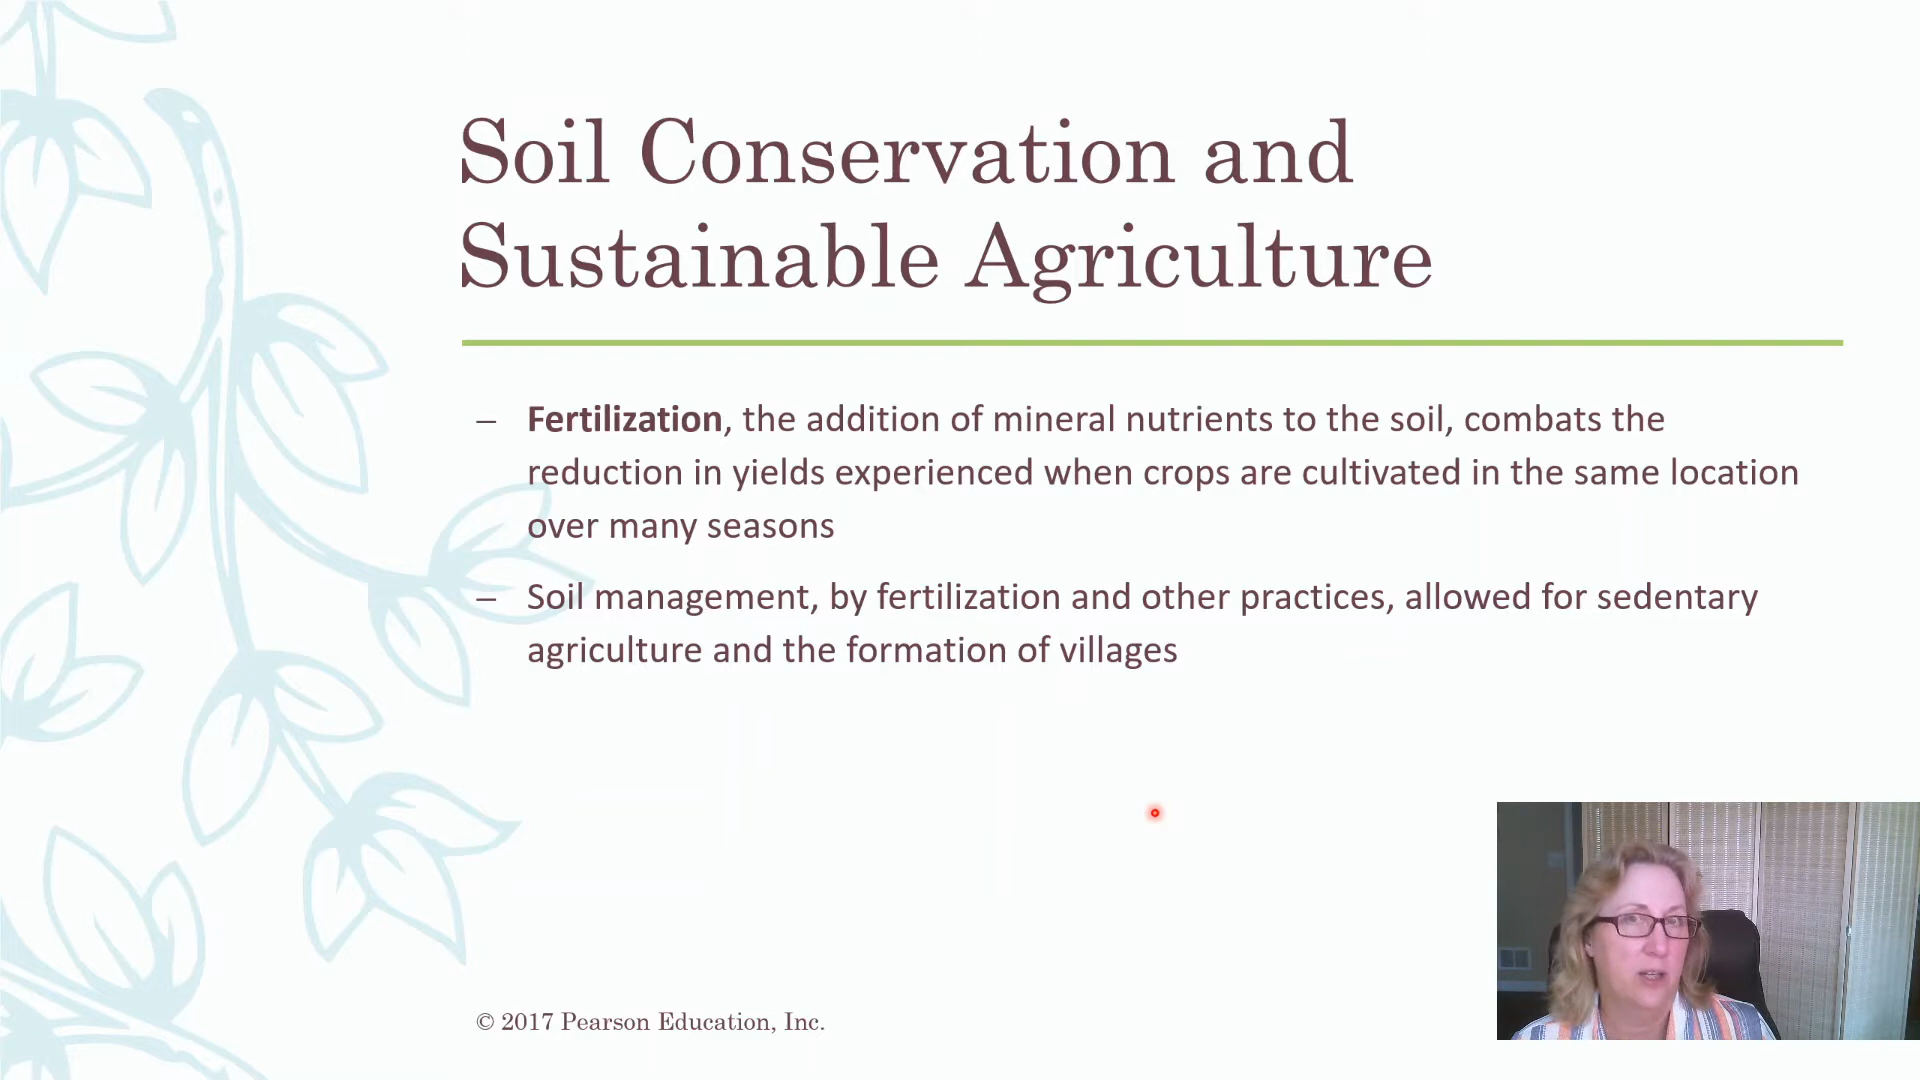 Soil Conservation and
Sustainable Agriculture
– Fertilization, the addition of mineral nutrients to the soil, combats the
reduction in yields experienced when crops are cultivated in the same location
over many seasons
– Soil management, by fertilization and other practices, allowed for sedentary
agriculture and the formation of villages
© 2017 Pearson Education, Inc.